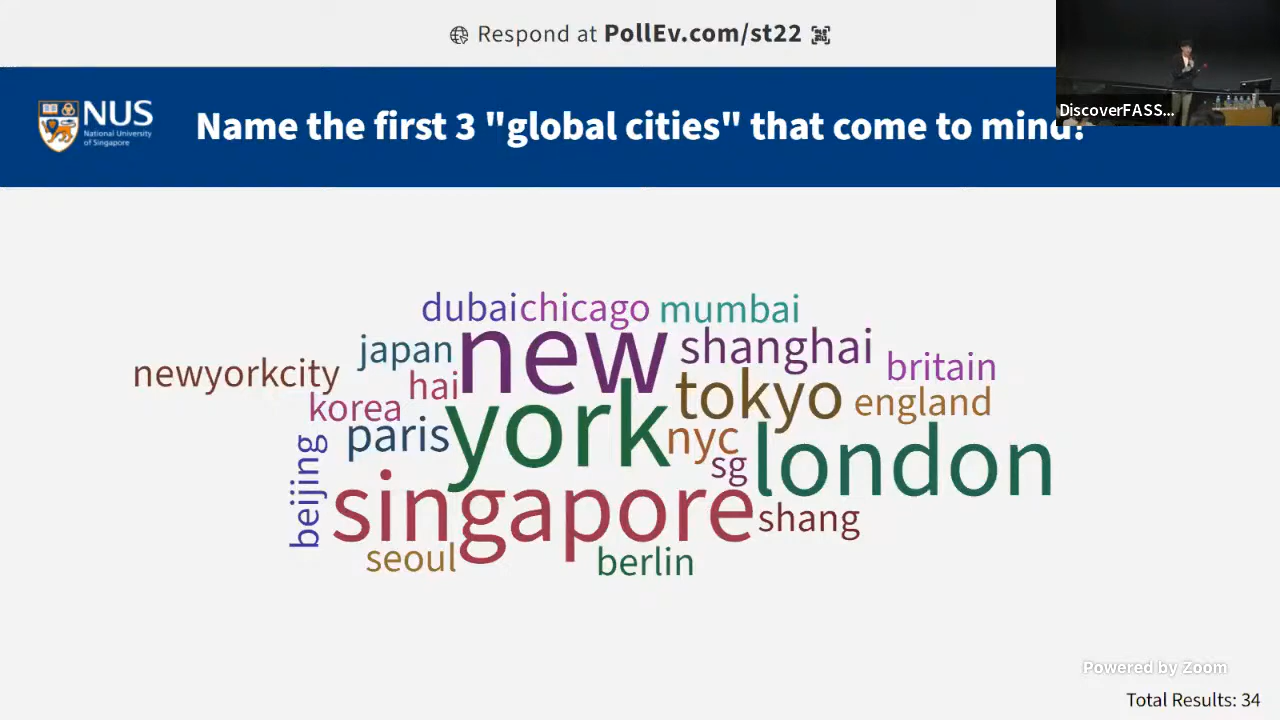 Respond at PollEv.com/st22
NUS
National University
of Singapore
Name the first 3 "global cities" that come to mind?
DiscoverFASS...
dubai chicago mumbai
japan new shanghai
newyorkcity hai britain
korea york tokyo england
paris nyc
beijing sg london
singapore shang
seoul berlin
Powered by Zoom
Total Results: 34